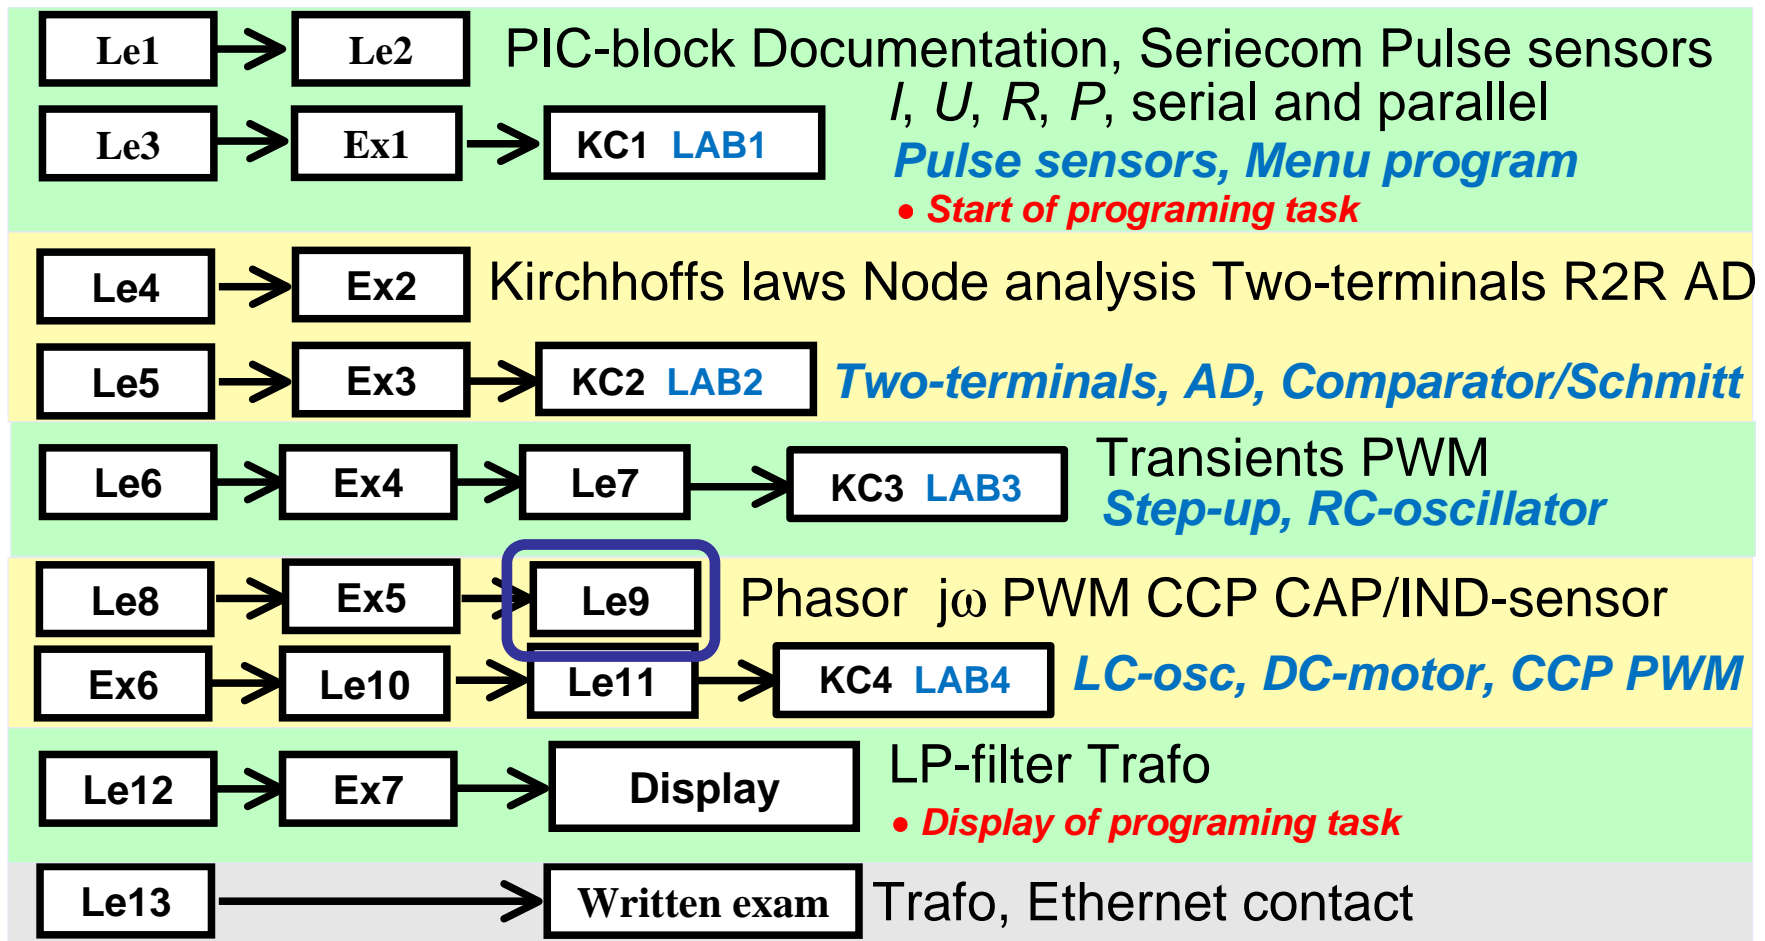 Le1 Le2 PIC-block Documentation, Seriecom Pulse sensors
I, U, R, P, serial and parallel
Le3 Ex1 KC1 LAB1 Pulse sensors, Menu program
• Start of programing task
Le4 Ex2 Kirchhoffs laws Node analysis Two-terminals R2R AD
Le5 Ex3 KC2 LAB2 Two-terminals, AD, Comparator/Schmitt
Le6 Ex4 Le7 KC3 LAB3 Transients PWM
Step-up, RC-oscillator
Le8 Ex5 Le9 Phasor jω PWM CCP CAP/IND-sensor
Ex6 Le10 Le11 KC4 LAB4 LC-osc, DC-motor, CCP PWM
Le12 Ex7 Display LP-filter Trafo
• Display of programing task
Le13 Written exam Trafo, Ethernet contact